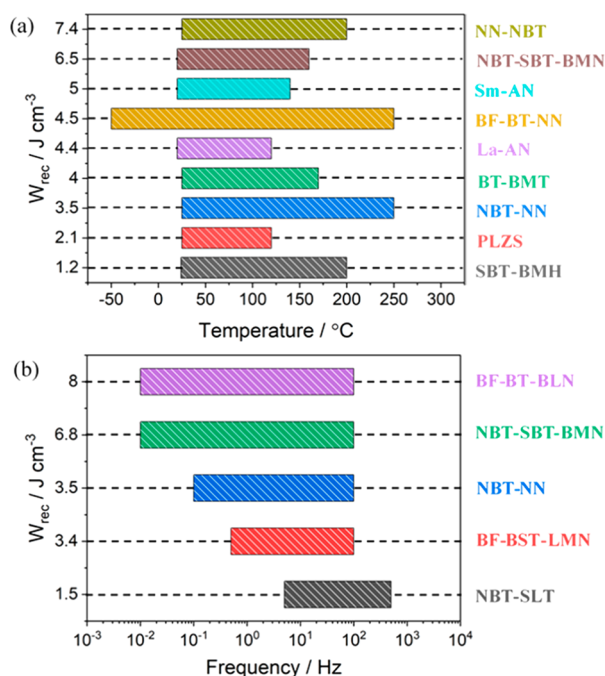 (a)
7.4 NN-NBT
6.5 NBT-SBT-BMN
5 Sm-AN
4.5 BF-BT-NN
4.4 La-AN
4 BT-BMT
3.5 NBT-NN
2.1 PLZS
1.2 SBT-BMH
W_rec / J cm⁻³
-50 0 50 100 150 200 250 300
Temperature / °C
(b)
8 BF-BT-BLN
6.8 NBT-SBT-BMN
3.5 NBT-NN
3.4 BF-BST-LMN
1.5 NBT-SLT
W_rec / J cm⁻³
10⁻³ 10⁻² 10⁻¹ 10⁰ 10¹ 10² 10³ 10⁴
Frequency / Hz